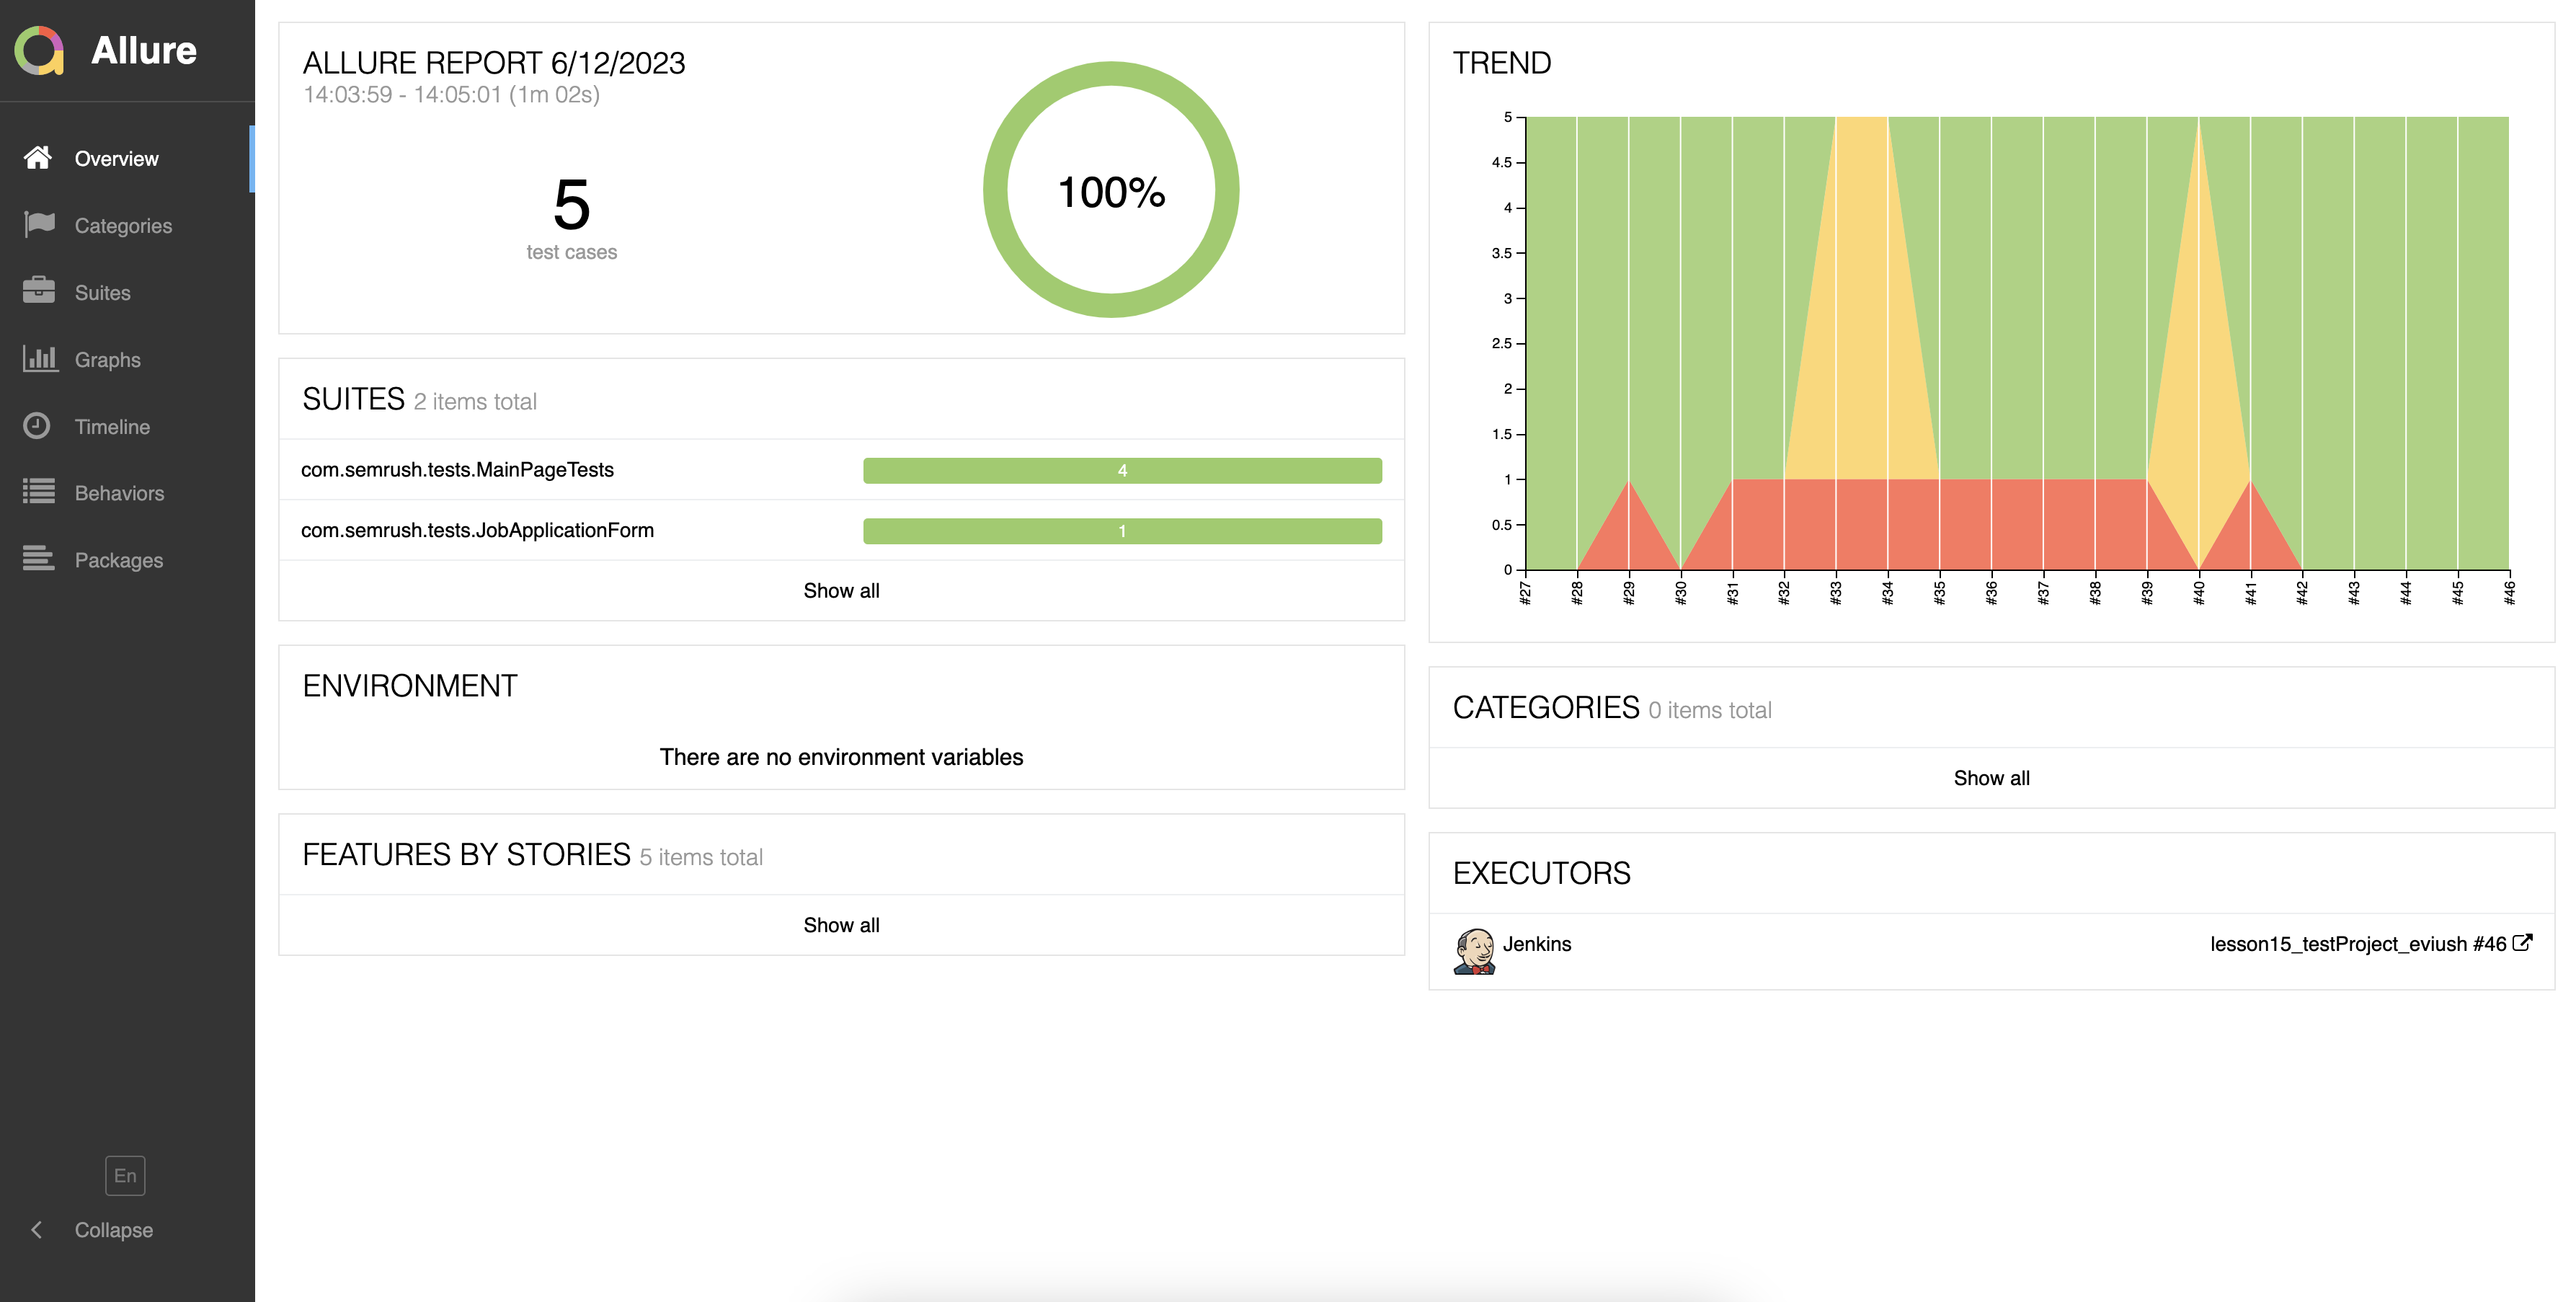 Allure
Overview
Categories
Suites
Graphs
Timeline
Behaviors
Packages
En
Collapse
ALLURE REPORT 6/12/2023
14:03:59 - 14:05:01 (1m 02s)
5
test cases
100%
SUITES 2 items total
com.semrush.tests.MainPageTests 4
com.semrush.tests.JobApplicationForm 1
Show all
ENVIRONMENT
There are no environment variables
FEATURES BY STORIES 5 items total
Show all
TREND
5
4.5
4
3.5
3
2.5
2
1.5
1
0.5
0
#27 #28 #29 #30 #31 #32 #33 #34 #35 #36 #37 #38 #39 #40 #41 #42 #43 #44 #45 #46
CATEGORIES 0 items total
Show all
EXECUTORS
Jenkins lesson15_testProject_eviush #46